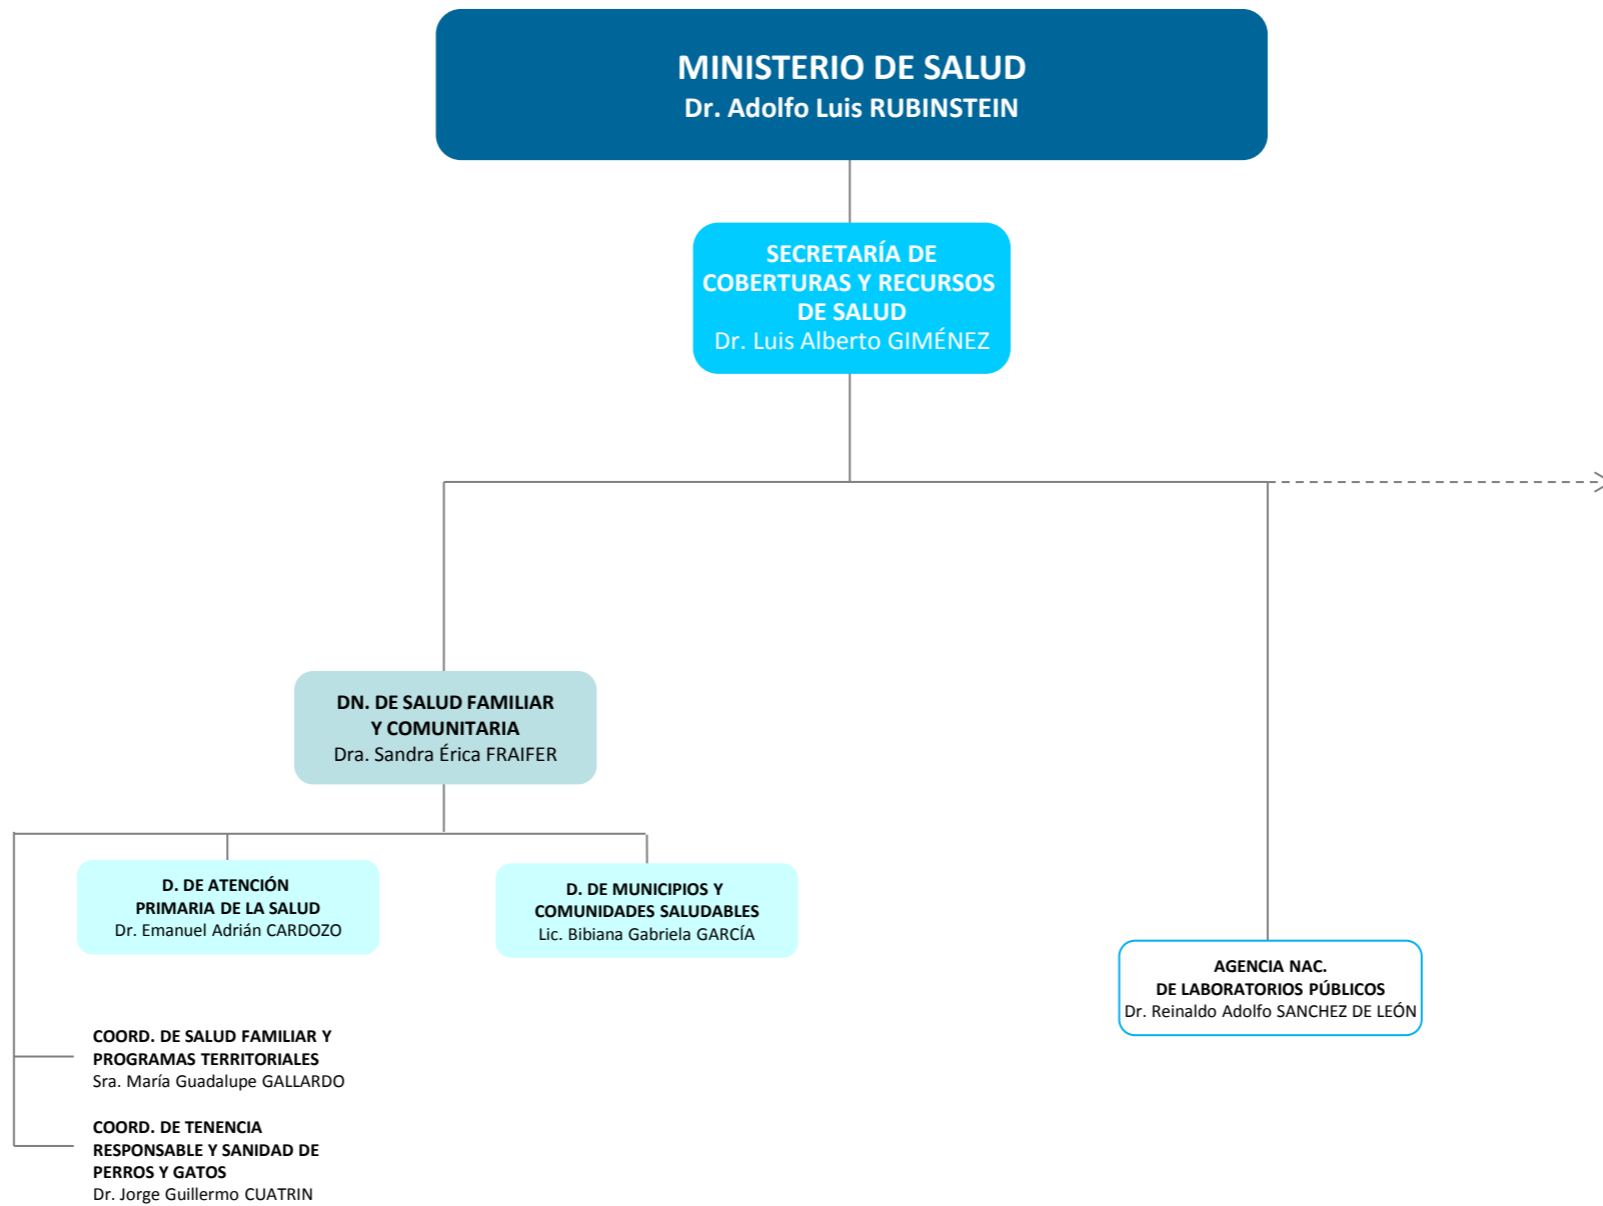 MINISTERIO DE SALUD
Dr. Adolfo Luis RUBINSTEIN
SECRETARÍA DE
COBERTURAS Y RECURSOS
DE SALUD
Dr. Luis Alberto GIMÉNEZ
DN. DE SALUD FAMILIAR
Y COMUNITARIA
Dra. Sandra Érica FRAIFER
D. DE ATENCIÓN
PRIMARIA DE LA SALUD
Dr. Emanuel Adrián CARDOZO
D. DE MUNICIPIOS Y
COMUNIDADES SALUDABLES
Lic. Bibiana Gabriela GARCÍA
AGENCIA NAC.
DE LABORATORIOS PÚBLICOS
Dr. Reinaldo Adolfo SANCHEZ DE LEÓN
COORD. DE SALUD FAMILIAR Y
PROGRAMAS TERRITORIALES
Sra. María Guadalupe GALLARDO
COORD. DE TENENCIA
RESPONSABLE Y SANIDAD DE
PERROS Y GATOS
Dr. Jorge Guillermo CUATRIN